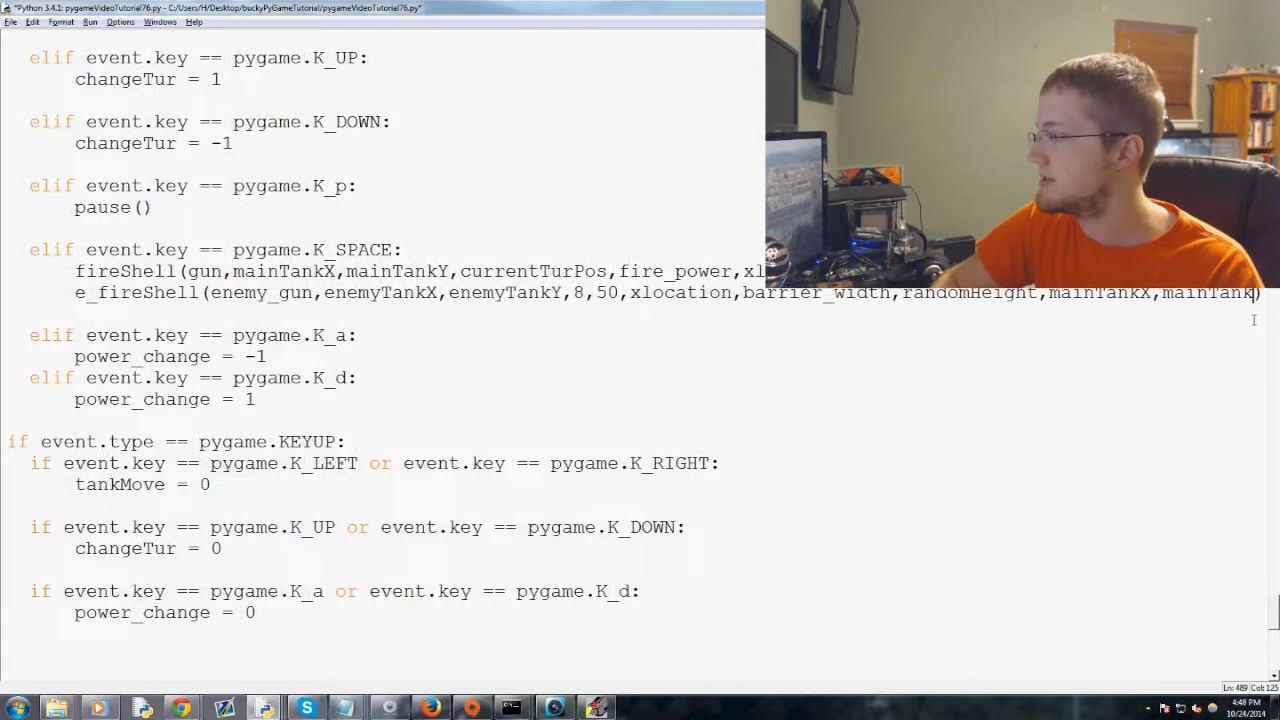 *Python 3.4.1: pygameVideoTutorial76.py - C:/Users/H/Desktop/buckyPyGameTutorial/pygameVideoTutorial76.py*
File Edit Format Run Options Windows Help
elif event.key == pygame.K_UP:
changeTur = 1
elif event.key == pygame.K_DOWN:
changeTur = -1
elif event.key == pygame.K_p:
pause()
elif event.key == pygame.K_SPACE:
fireShell(gun,mainTankX,mainTankY,currentTurPos,fire_power,xl
e_fireShell(enemy_gun,enemyTankX,enemyTankY,8,50,xlocation,barrier_width,randomHeight,mainTankX,mainTank)
elif event.key == pygame.K_a:
power_change = -1
elif event.key == pygame.K_d:
power_change = 1
if event.type == pygame.KEYUP:
if event.key == pygame.K_LEFT or event.key == pygame.K_RIGHT:
tankMove = 0
if event.key == pygame.K_UP or event.key == pygame.K_DOWN:
changeTur = 0
if event.key == pygame.K_a or event.key == pygame.K_d:
power_change = 0
Ln: 489 Col: 125
4:48 PM
10/24/2014